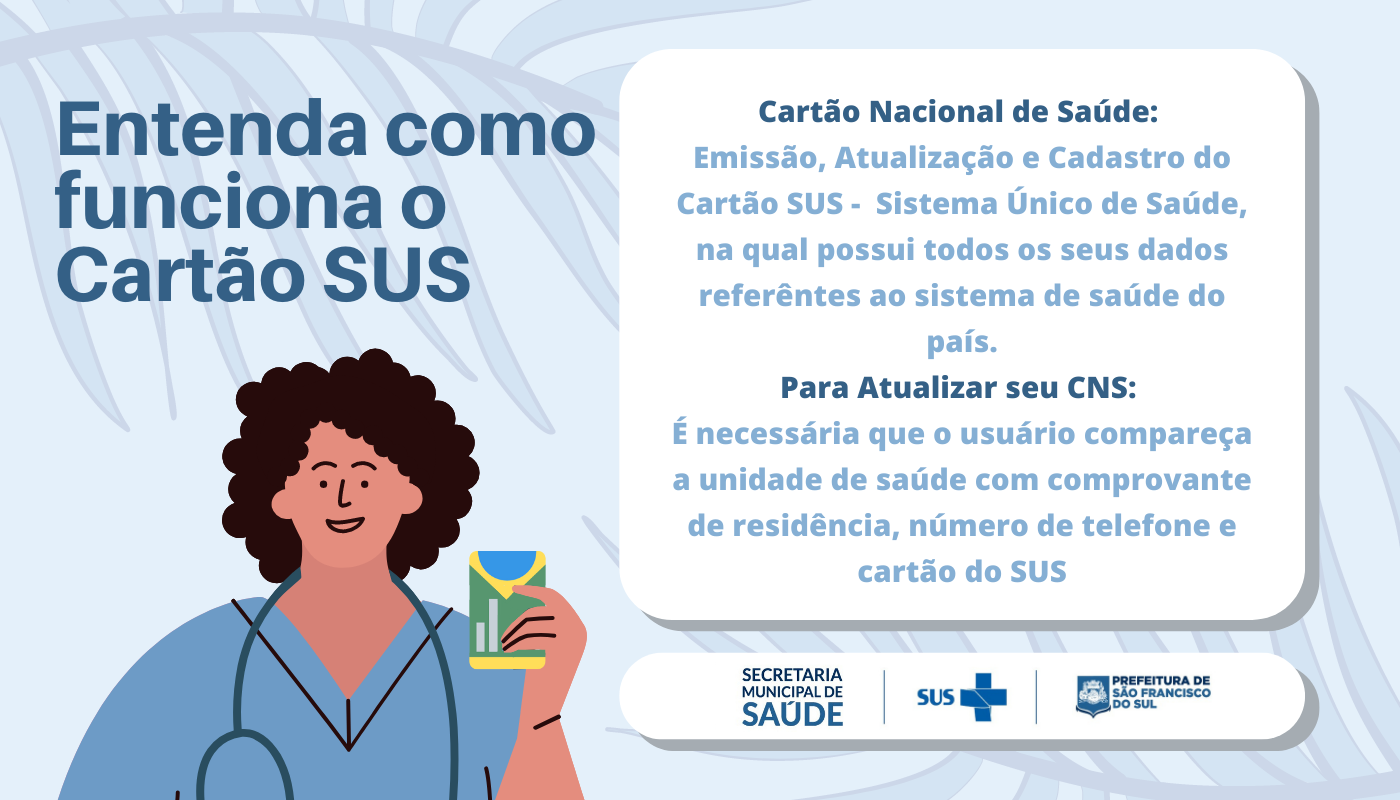 Entenda como
funciona o
Cartão SUS
Cartão Nacional de Saúde:
Emissão, Atualização e Cadastro do
Cartão SUS -  Sistema Único de Saúde,
na qual possui todos os seus dados
referêntes ao sistema de saúde do
país.
Para Atualizar seu CNS:
É necessária que o usuário compareça
a unidade de saúde com comprovante
de residência, número de telefone e
cartão do SUS
SECRETARIA
MUNICIPAL DE
SAÚDE
SUS
PREFEITURA DE
SÃO FRANCISCO
DO SUL